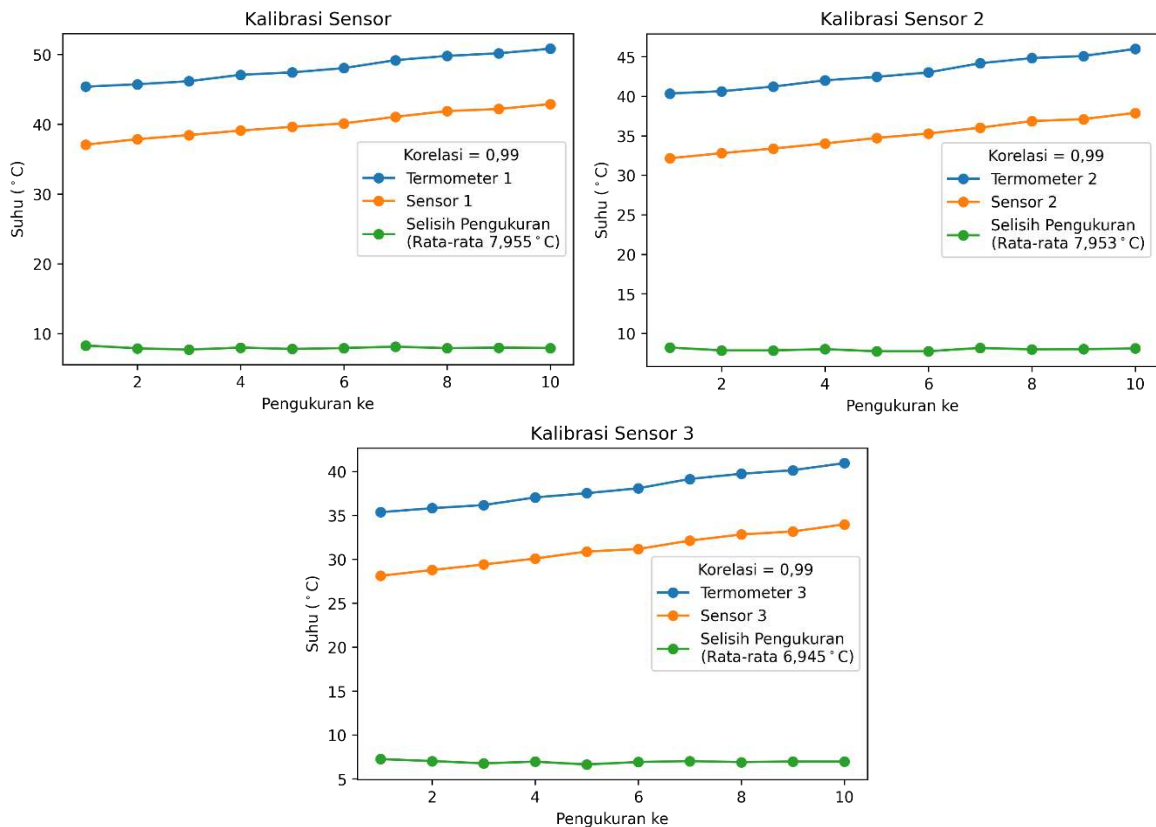 Kalibrasi Sensor
50
40
30
20
10
Suhu (°C)
Korelasi = 0,99
Termometer 1
Sensor 1
Selisih Pengukuran
(Rata-rata 7,955°C)
2 4 6 8 10
Pengukuran ke
Kalibrasi Sensor 2
45
40
35
30
25
20
15
10
Suhu (°C)
Korelasi = 0,99
Termometer 2
Sensor 2
Selisih Pengukuran
(Rata-rata 7,953°C)
2 4 6 8 10
Pengukuran ke
Kalibrasi Sensor 3
40
35
30
25
20
15
10
5
Suhu (°C)
Korelasi = 0,99
Termometer 3
Sensor 3
Selisih Pengukuran
(Rata-rata 6,945°C)
2 4 6 8 10
Pengukuran ke